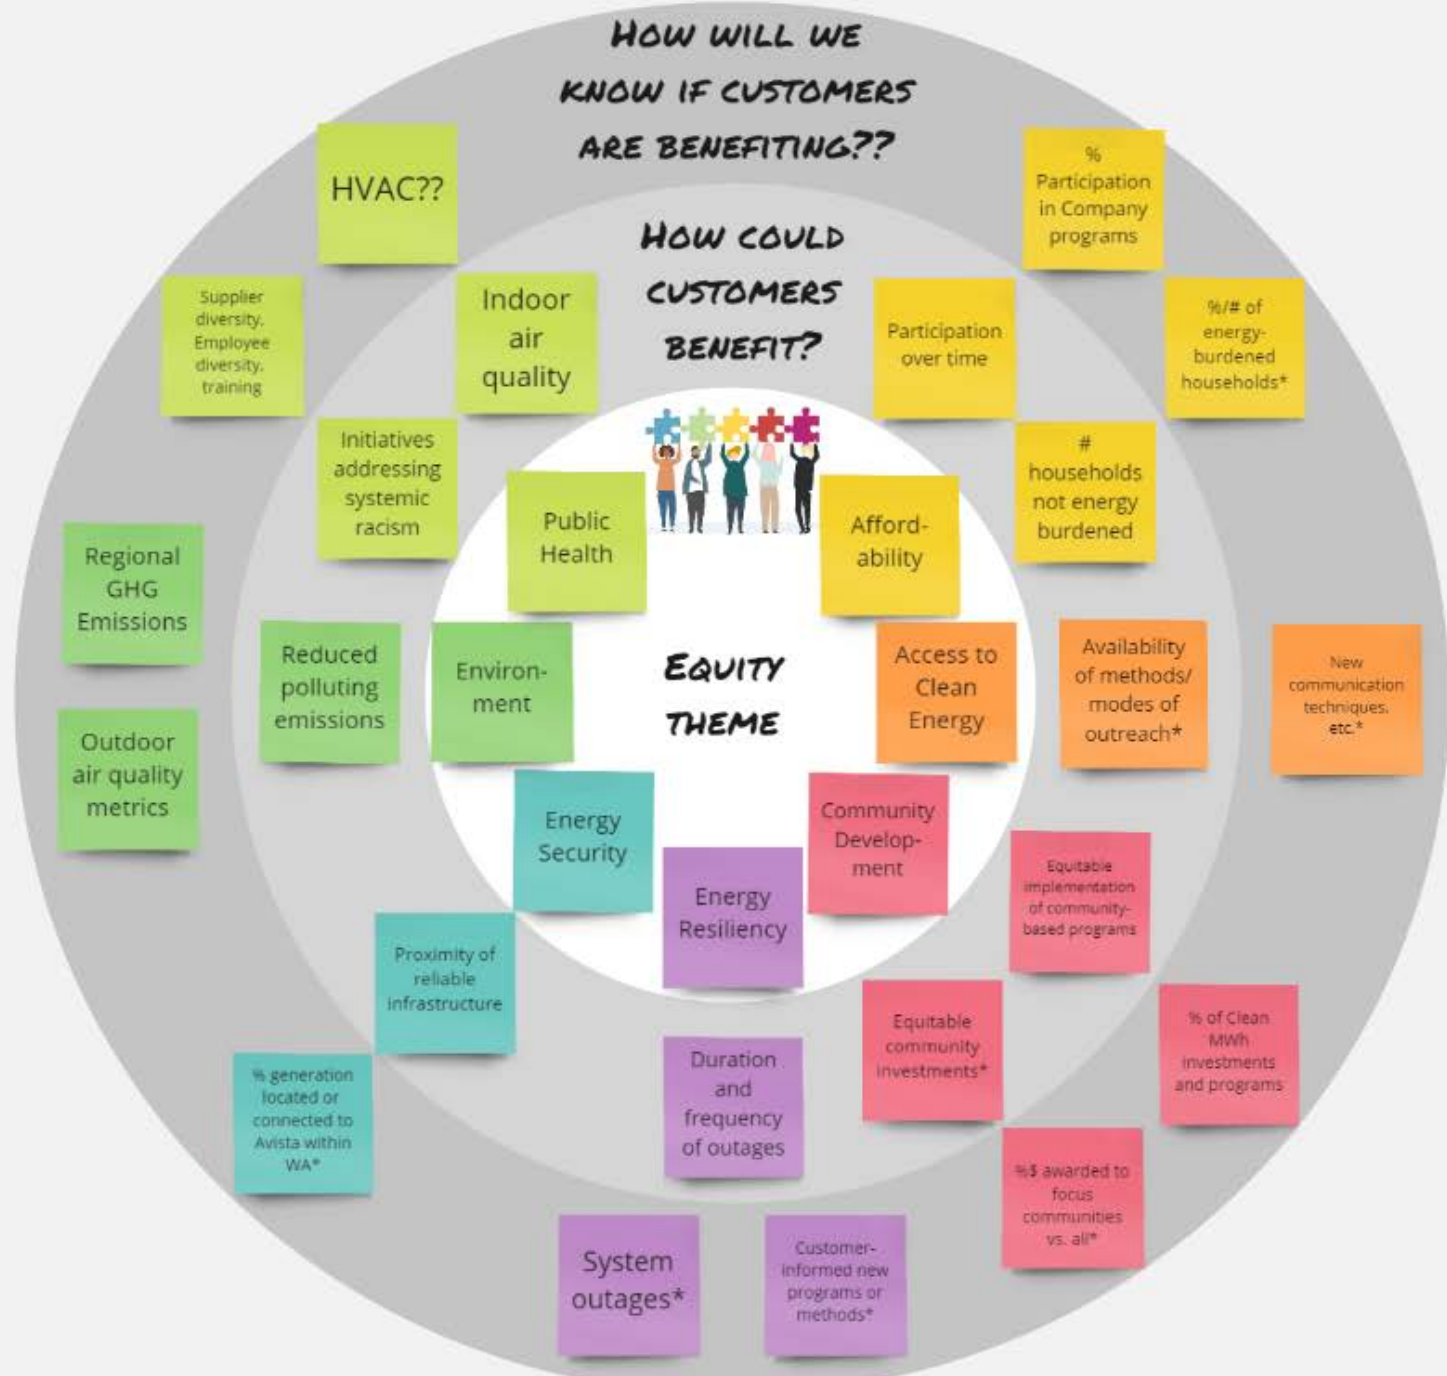 HOW WILL WE
KNOW IF CUSTOMERS
ARE BENEFITING??
HVAC??
%
Participation
in Company
programs
HOW COULD
CUSTOMERS
BENEFIT?
Supplier
diversity,
Employee
diversity,
training
Indoor
air
quality
Participation
over time
%/# of
energy-
burdened
households*
Initiatives
addressing
systemic
racism
#
households
not energy
burdened
Public
Health
Afford-
ability
Regional
GHG
Emissions
Reduced
polluting
emissions
Environ-
ment
EQUITY
THEME
Access to
Clean
Energy
Availability
of methods/
modes of
outreach*
New
communication
techniques,
etc.*
Outdoor
air quality
metrics
Energy
Security
Energy
Resiliency
Community
Develop-
ment
Equitable
implementation
of community-
based programs
Proximity of
reliable
infrastructure
Equitable
community
investments*
% of Clean
MWh
investments
and programs
% generation
located or
connected to
Avista within
WA*
Duration
and
frequency
of outages
%$ awarded to
focus
communities
vs. all*
System
outages*
Customer-
informed new
programs or
methods*